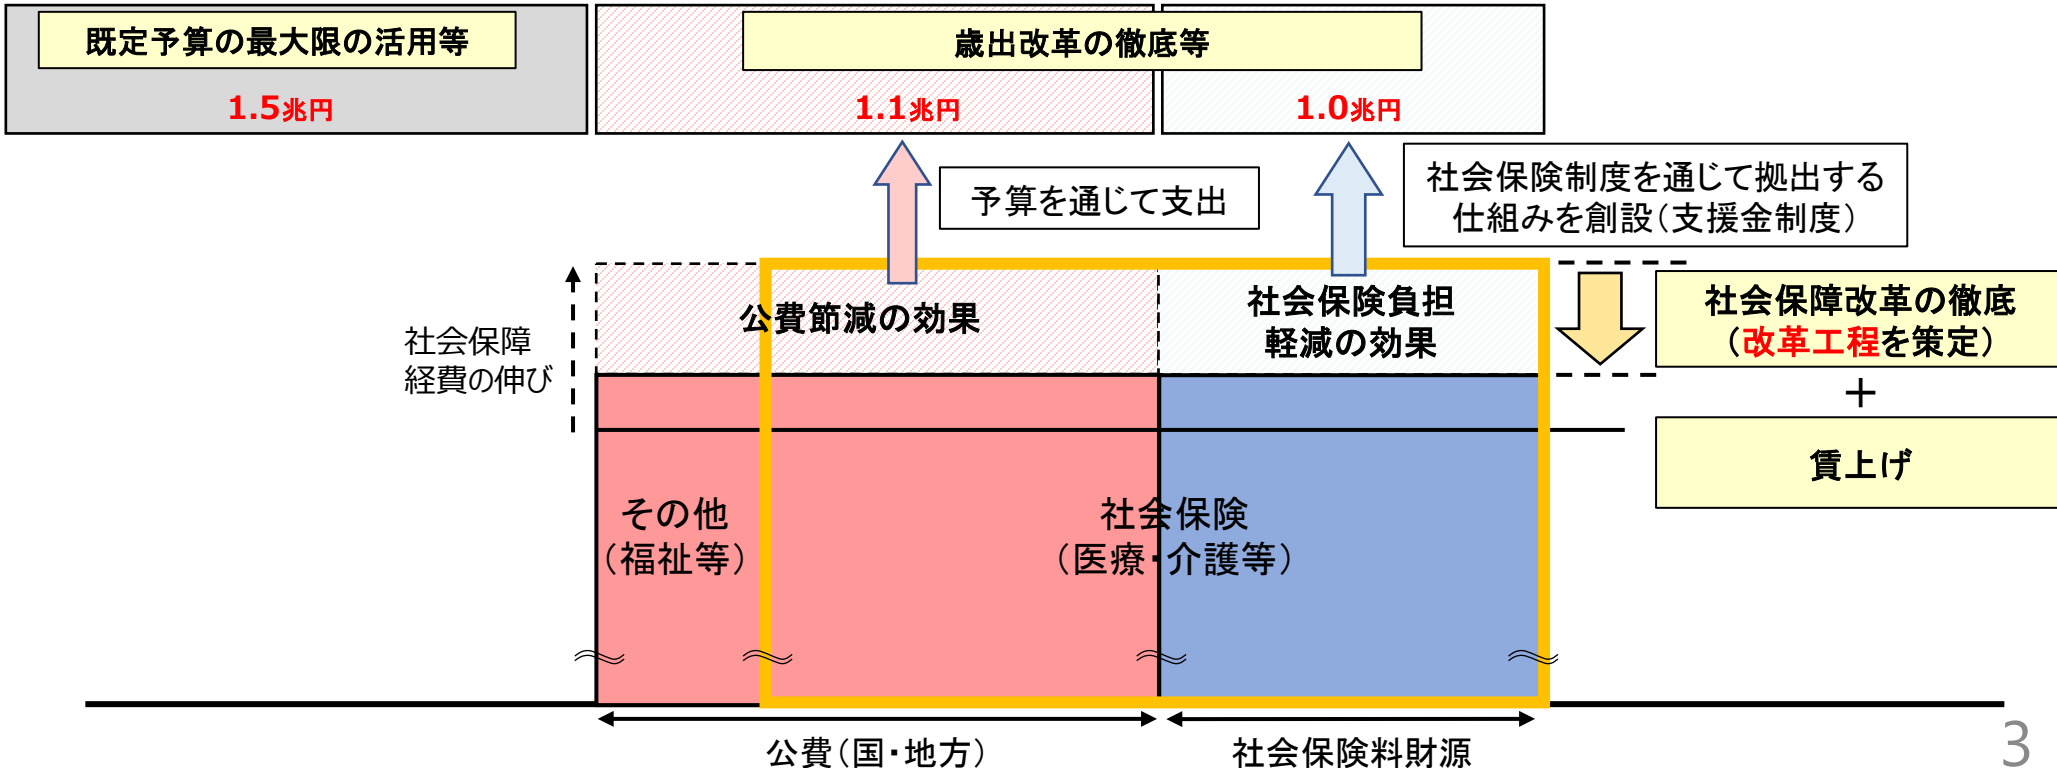 既定予算の最大限の活用等
1.5兆円
歳出改革の徹底等
1.1兆円
1.0兆円
予算を通じて支出
社会保険制度を通じて拠出する
仕組みを創設（支援金制度）
社会保障
経費の伸び
公費節減の効果
社会保険負担
軽減の効果
社会保障改革の徹底
（改革工程を策定）
＋
賃上げ
その他
（福祉等）
社会保険
（医療・介護等）
公費（国・地方）
社会保険料財源
3